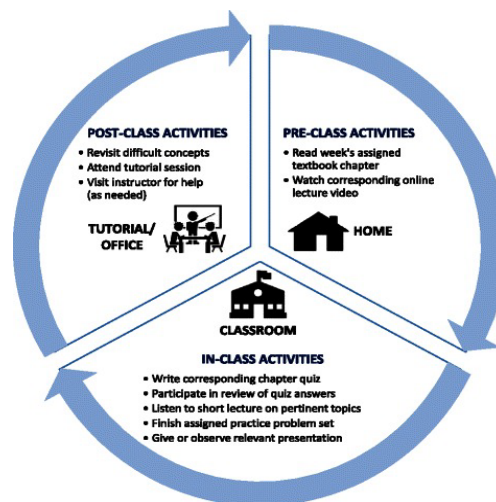 POST-CLASS ACTIVITIES
• Revisit difficult concepts
• Attend tutorial session
• Visit instructor for help
(as needed)
TUTORIAL/
OFFICE
PRE-CLASS ACTIVITIES
• Read week's assigned
textbook chapter
• Watch corresponding online
lecture video
HOME
CLASSROOM
IN-CLASS ACTIVITIES
• Write corresponding chapter quiz
• Participate in review of quiz answers
• Listen to short lecture on pertinent topics
• Finish assigned practice problem set
• Give or observe relevant presentation